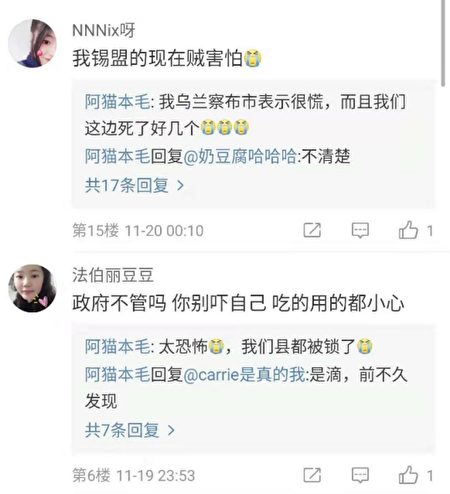 NNNix呀
我锡盟的现在贼害怕😭
阿猫本毛: 我乌兰察布市表示很慌，而且我们
这边死了好几个😭😭😭
阿猫本毛回复@奶豆腐哈哈哈:不清楚
共17条回复 >
第15楼 11-20 00:10
1
法伯丽豆豆
政府不管吗 你别吓自己 吃的用的都小心
阿猫本毛: 太恐怖😭，我们县都被锁了😭
阿猫本毛回复@carrie是真的我:是滴，前不久
发现
共7条回复 >
第6楼 11-19 23:53
1